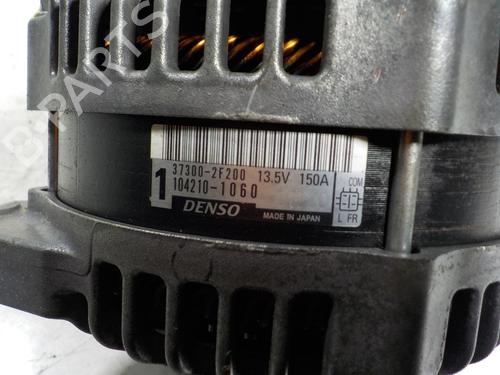 B-PARTS
37300-2F200 13.5V 150A
1 104210-1060
COM
L FR
DENSO MADE IN JAPAN